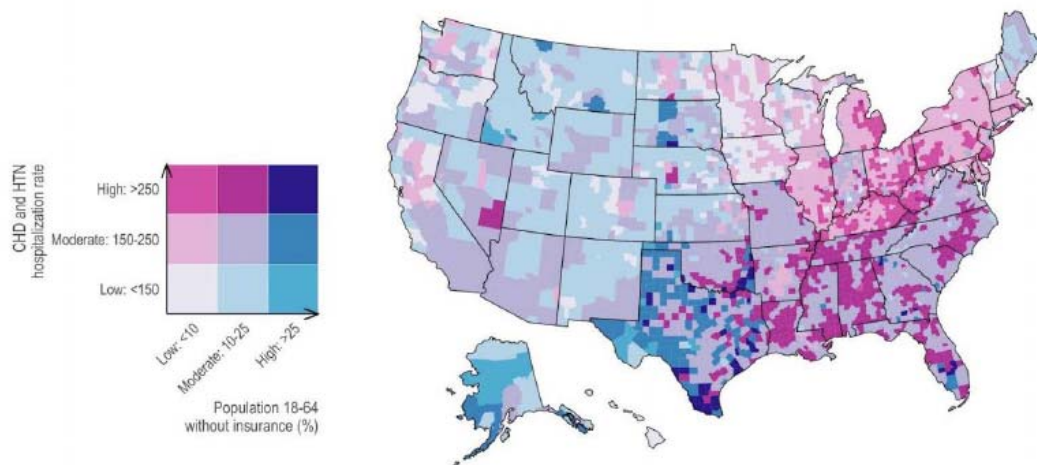 CHD and HTN
hospitalization rate
High: >250
Moderate: 150-250
Low: <150
Low: <10
Moderate: 10-25
High: >25
Population 18-64
without insurance (%)